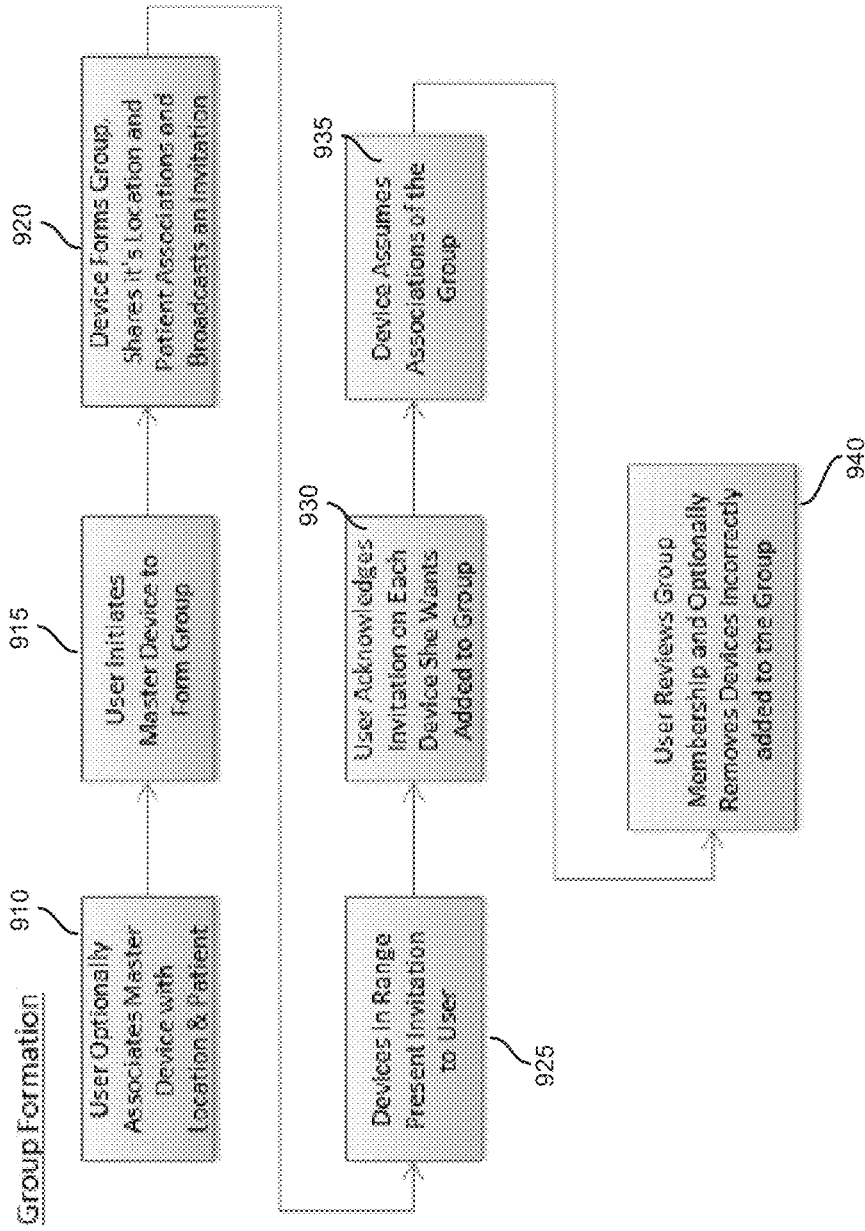 Group Formation
910
User Optionally
Associates Master
Device with
Location & Patient
915
User Initiates
Master Device to
Form Group
920
Device Forms Group,
Shares it's Location and
Patient Associations and
Broadcasts an Invitation
Devices In Range
Present Invitation
to User
925
930
User Acknowledges
Invitation on Each
Device She Wants
Added to Group
935
Device Assumes
Associations of the
Group
User Reviews Group
Membership and Optionally
Removes Devices Incorrectly
added to the Group
940